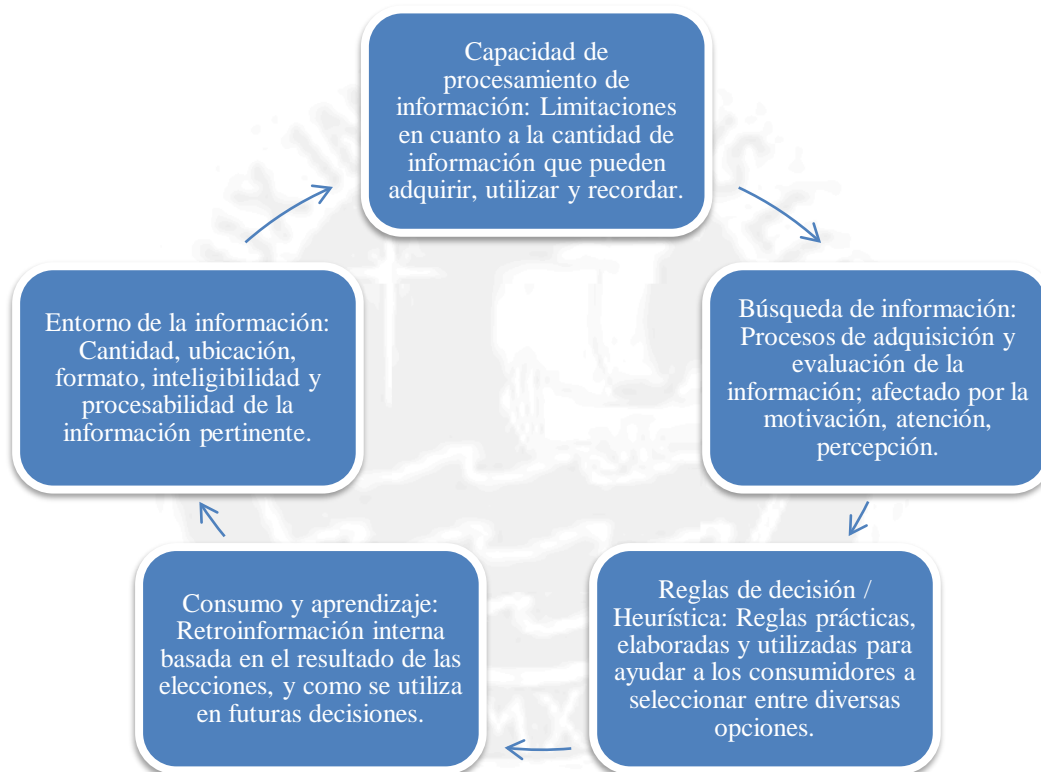 Capacidad de
procesamiento de
información: Limitaciones
en cuanto a la cantidad de
información que pueden
adquirir, utilizar y recordar.
Búsqueda de información:
Procesos de adquisición y
evaluación de la
información; afectado por la
motivación, atención,
percepción.
Reglas de decisión /
Heurística: Reglas prácticas,
elaboradas y utilizadas para
ayudar a los consumidores a
seleccionar entre diversas
opciones.
Consumo y aprendizaje:
Retroinformación interna
basada en el resultado de las
elecciones, y como se utiliza
en futuras decisiones.
Entorno de la información:
Cantidad, ubicación,
formato, inteligibilidad y
procesabilidad de la
información pertinente.